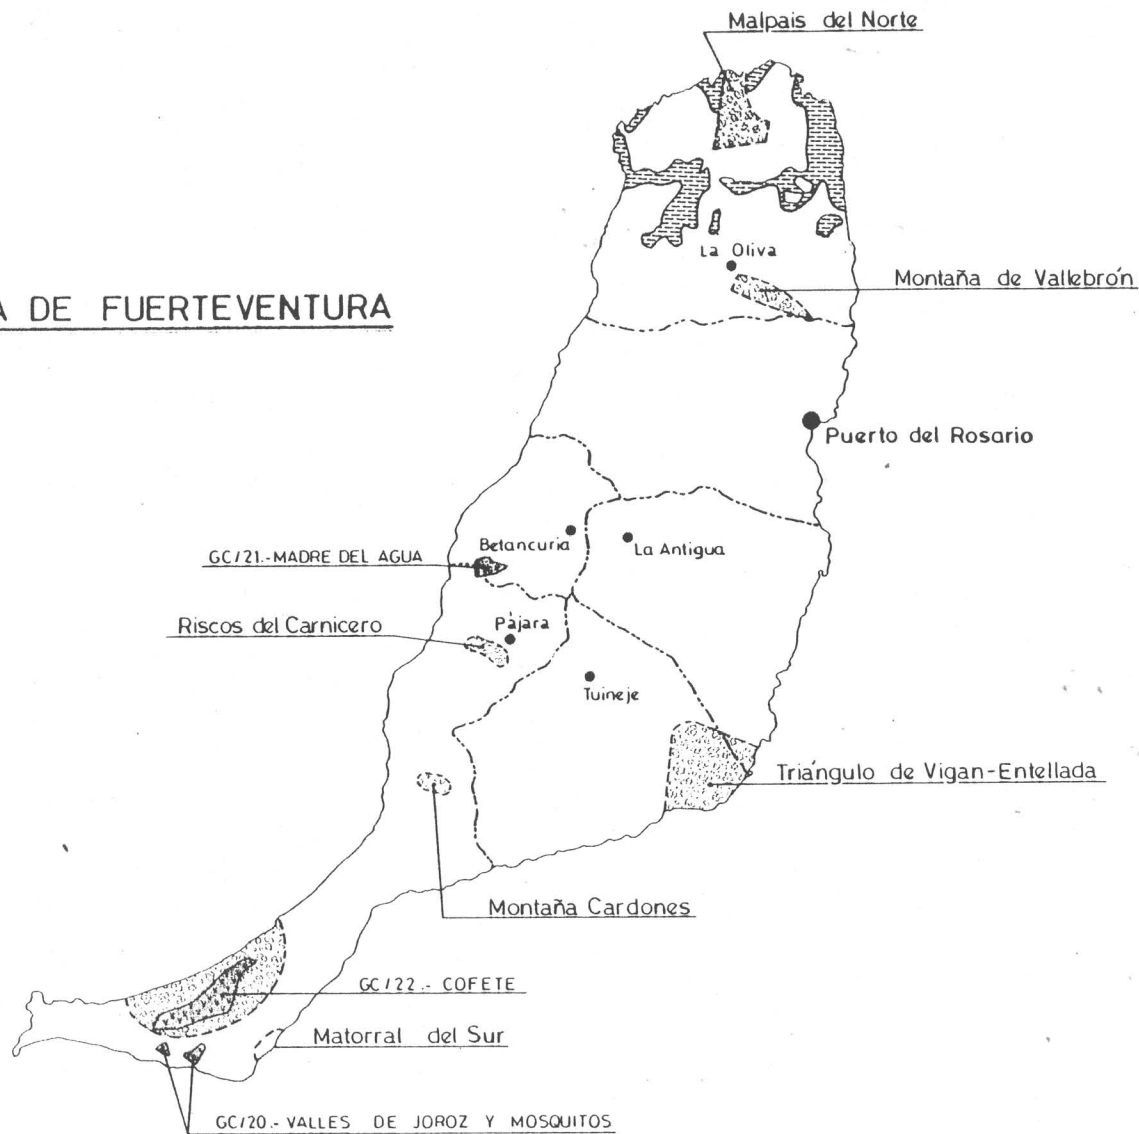 Malpais del Norte
La Oliva
Montaña de Vallebrón
A DE FUERTEVENTURA
Puerto del Rosario
Betancuria
La Antigua
GC/21.-MADRE DEL AGUA
Riscos del Carnicero
Pájara
Tuineje
Triángulo de Vigan-Entellada
Montaña Cardones
GC/22.- COFETE
Matorral del Sur
GC/20.- VALLES DE JOROZ Y MOSQUITOS